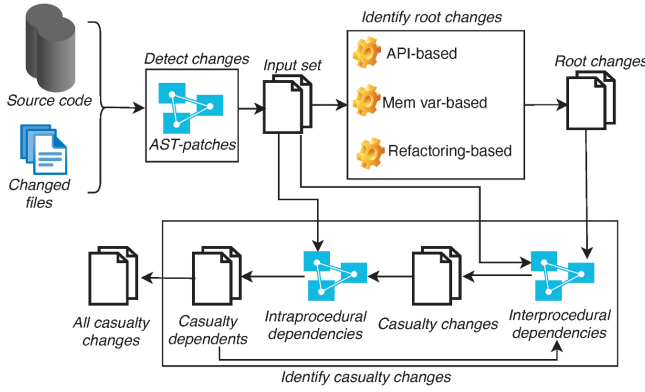 Identify root changes
Detect changes
Input set
API-based
Root changes
Source code
Mem var-based
AST-patches
Refactoring-based
Changed
files
All casualty
changes
Casualty
dependents
Intraprocedural
dependencies
Casualty changes
Interprocedural
dependencies
Identify casualty changes